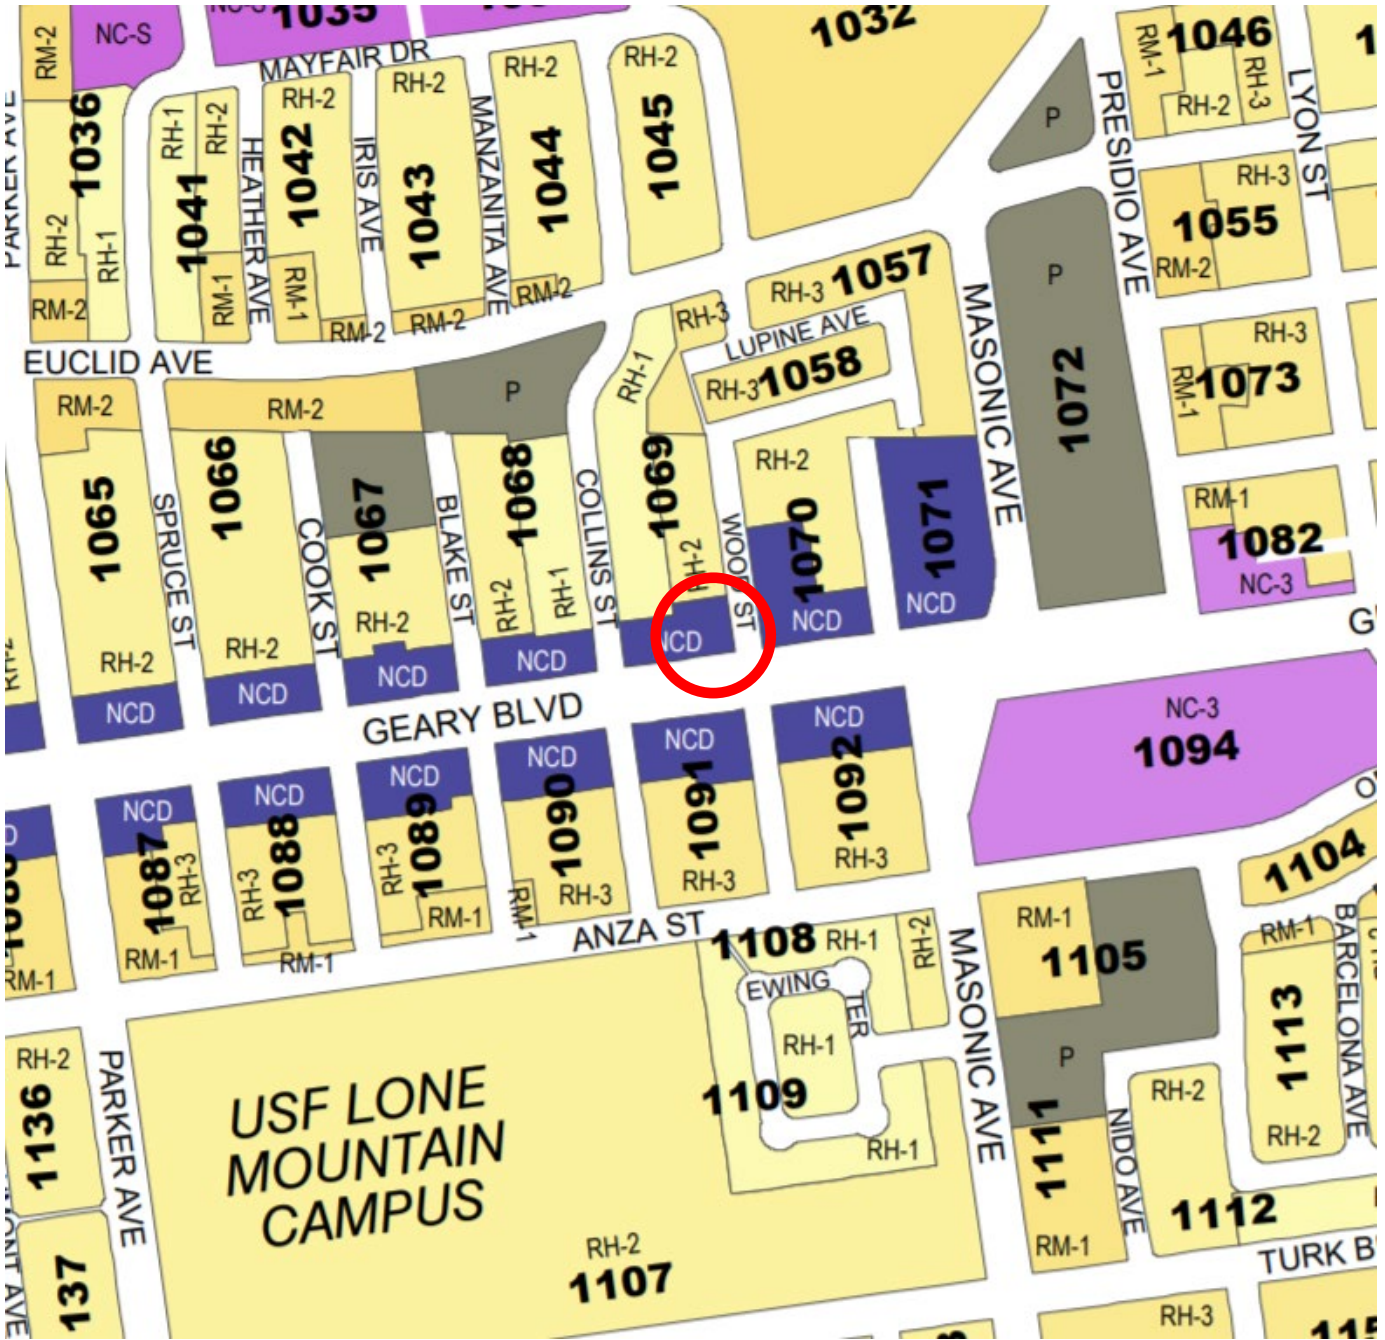 1035
1032
NC-S
RM-2
MAYFAIR DR
RH-2
RH-2
RH-2
RH-2
RM-1
1046
RH-2
RH-3
LYON ST
PRESIDIO AVE
P
PARKER AVE
1036
RH-2
RH-1
RM-2
RH-1
RH-2
1041
RM-1
HEATHER AVE
1042
RM-1
IRIS AVE
1043
RM-2
RM-2
MANZANITA AVE
1044
RM-2
1045
1057
RH-3
LUPINE AVE
RH-3
1058
RH-3
MASONIC AVE
P
1072
RH-3
1055
RM-2
RH-3
RM-1
1073
RM-1
1082
NC-3
EUCLID AVE
RM-2
RM-2
P
RH-1
1065
RH-2
SPRUCE ST
1066
RH-2
COOK ST
1067
RH-2
BLAKE ST
1068
RH-2
RH-1
COLLINS ST
1069
RH-2
WOOD ST
RH-2
1070
1071
NCD
NCD
NCD
NCD
NCD
NCD
NCD
NCD
GEARY BLVD
NC-3
1094
NCD
1087
RH-3
RM-1
NCD
1088
RH-3
RM-1
NCD
1089
RH-3
RM-1
NCD
1090
RM-1
RH-3
NCD
1091
RH-3
NCD
1092
RH-3
RM-1
ANZA ST
1108
RH-1
RH-2
EWING
TER
RH-1
1109
RH-1
MASONIC AVE
RM-1
1105
P
1104
RM-1
1113
RH-2
BARCELONA AVE
1111
RM-1
NIDO AVE
RH-2
1112
TURK B
RH-2
1136
PARKER AVE
137
USF LONE
MOUNTAIN
CAMPUS
RH-2
1107
RH-3
115